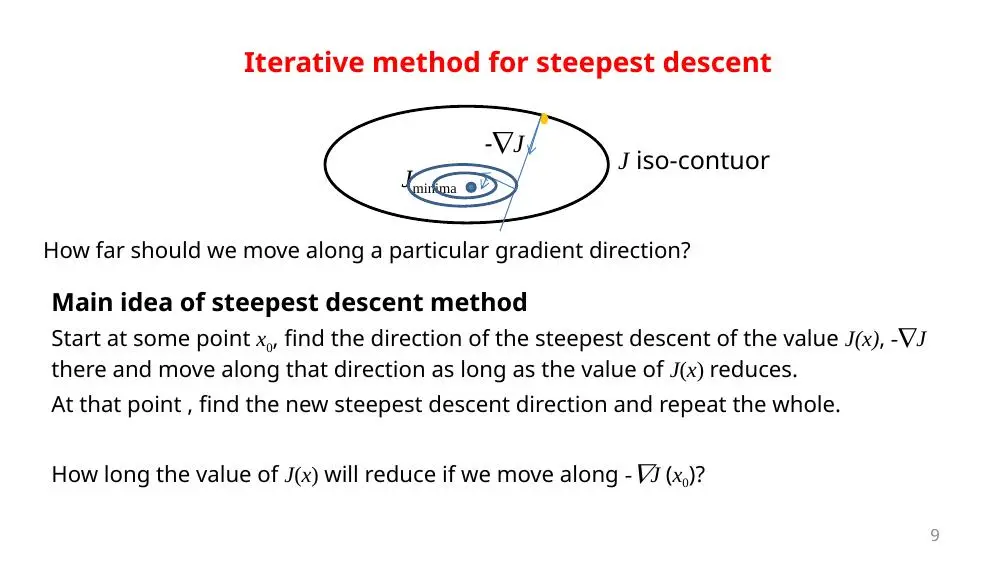 Iterative method for steepest descent
-∇J
J iso-contuor
Jminima
How far should we move along a particular gradient direction?
Main idea of steepest descent method
Start at some point x0, find the direction of the steepest descent of the value J(x), -∇J
there and move along that direction as long as the value of J(x) reduces.
At that point , find the new steepest descent direction and repeat the whole.
How long the value of J(x) will reduce if we move along -∇J (x0)?
9